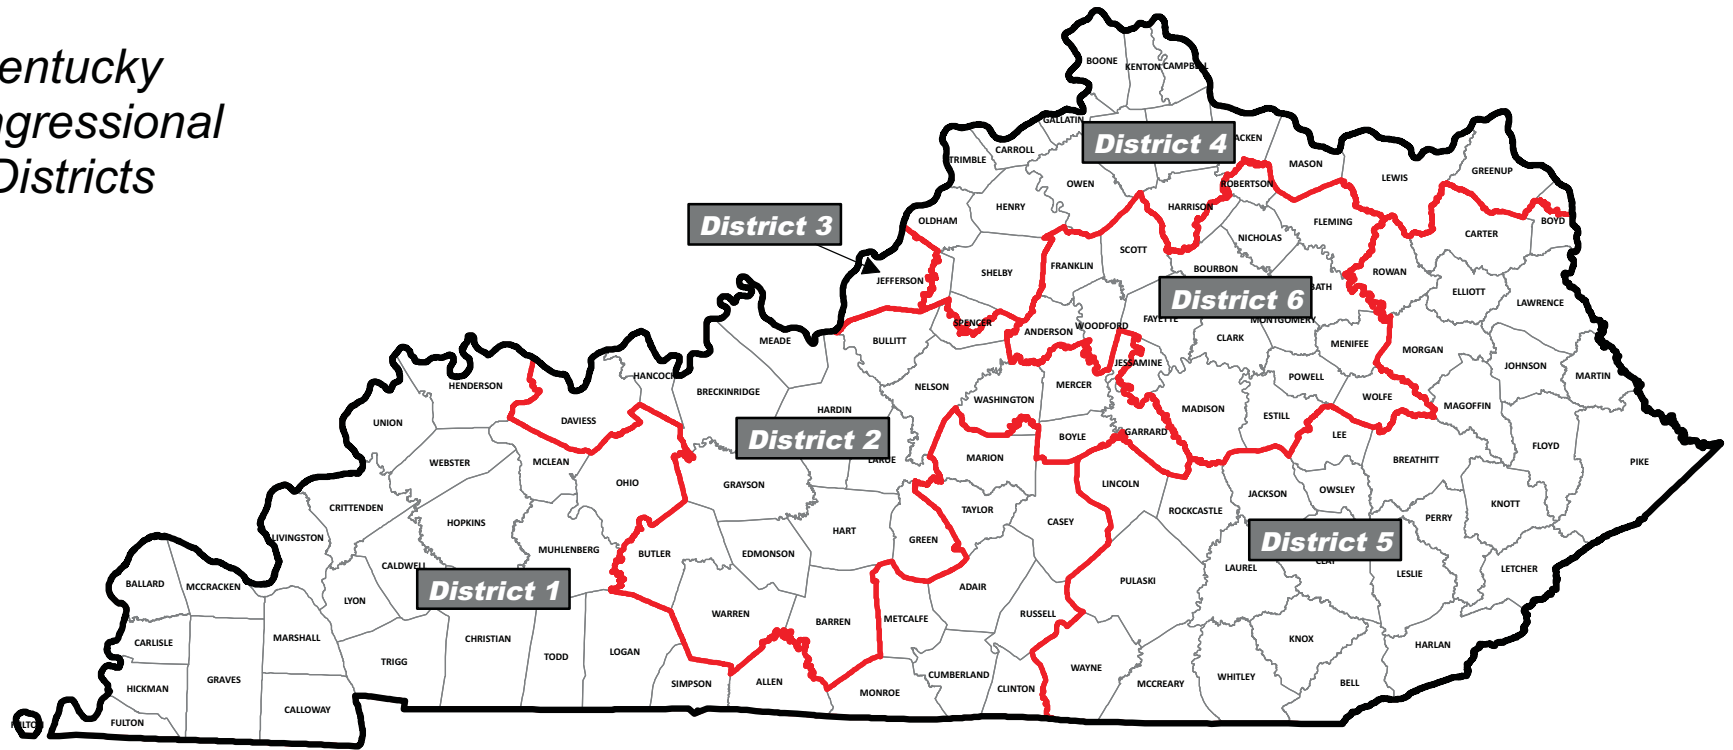 entucky
ngressional
Districts
BOONE
KENTON
CAMPBELL
GALLATIN
CARROLL
TRIMBLE
District 4
ACKEN
MASON
LEWIS
GREENUP
OWEN
ROBERTSON
HENRY
HARRISON
OLDHAM
FLEMING
BOYD
CARTER
District 3
NICHOLAS
SCOTT
JEFFERSON
SHELBY
FRANKLIN
BOURBON
ROWAN
ELLIOTT
LAWRENCE
District 6
BATH
SPENCER
ANDERSON
WOODFORD
FAYETTE
MONTGOMERY
MEADE
BULLITT
CLARK
MENIFEE
MORGAN
JESSAMINE
JOHNSON
MARTIN
HENDERSON
HANCOCK
BRECKINRIDGE
NELSON
MERCER
POWELL
WASHINGTON
WOLFE
MAGOFFIN
UNION
DAVIESS
HARDIN
MADISON
ESTILL
District 2
BOYLE
GARRARD
LEE
FLOYD
WEBSTER
MCLEAN
LARUE
MARION
BREATHITT
PIKE
OHIO
GRAYSON
LINCOLN
JACKSON
OWSLEY
CRITTENDEN
HOPKINS
HART
TAYLOR
CASEY
ROCKCASTLE
PERRY
KNOTT
LIVINGSTON
MUHLENBERG
BUTLER
EDMONSON
GREEN
District 5
CLAY
CALDWELL
LAUREL
LESLIE
LETCHER
BALLARD
MCCRACKEN
District 1
LYON
ADAIR
PULASKI
WARREN
BARREN
METCALFE
RUSSELL
CARLISLE
MARSHALL
CHRISTIAN
KNOX
HARLAN
TRIGG
TODD
LOGAN
WAYNE
HICKMAN
GRAVES
SIMPSON
ALLEN
MONROE
CUMBERLAND
CLINTON
MCCREARY
WHITLEY
BELL
CALLOWAY
FULTON
FULTON